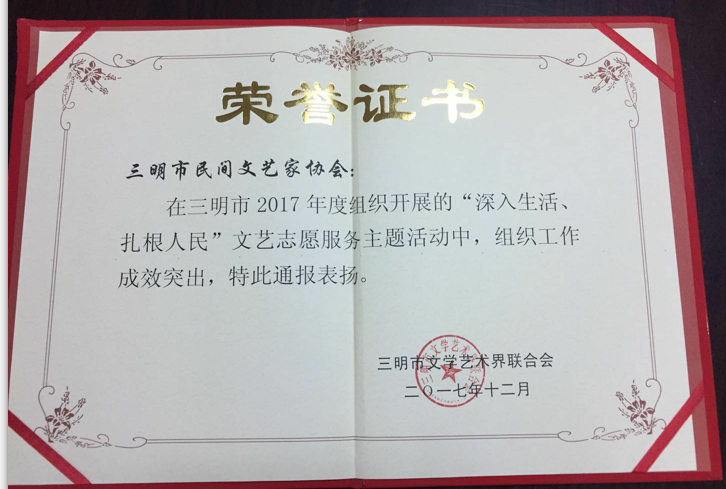 荣誉证书
三明市民间文艺家协会：
在三明市2017年度组织开展的“深入生活、
扎根人民”文艺志愿服务主题活动中，组织工作
成效突出，特此通报表扬。
三明市文学艺术界联合会
二〇一七年十二月